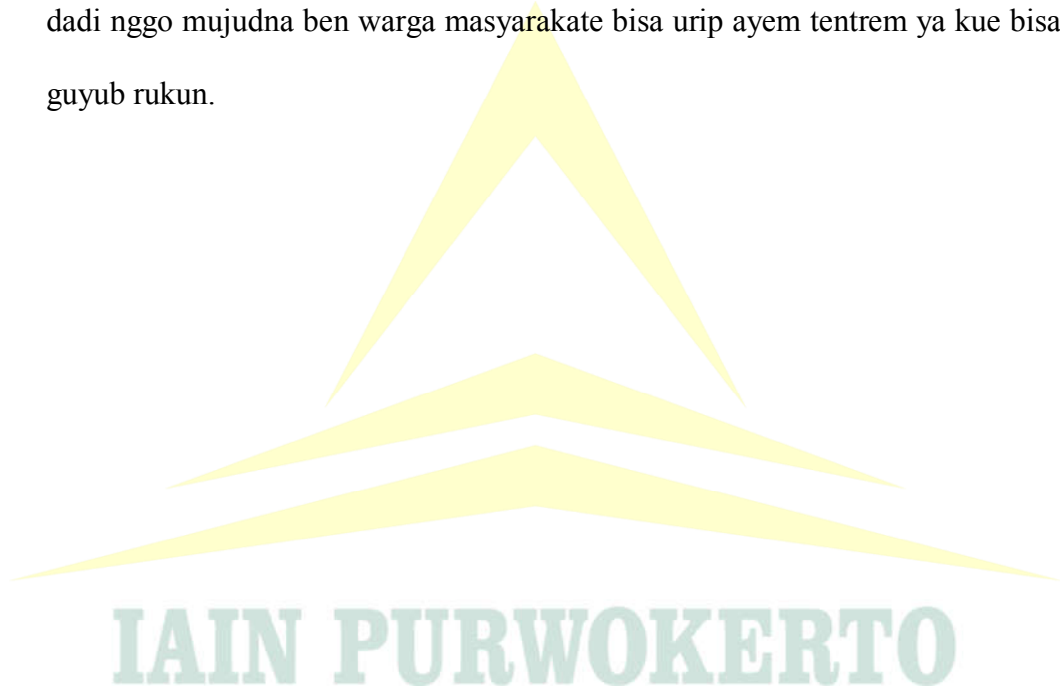 dadi nggo mujudna ben warga masyarakate bisa urip ayem tentrem ya kue bisa
guyub rukun.
IAIN PURWOKERTO